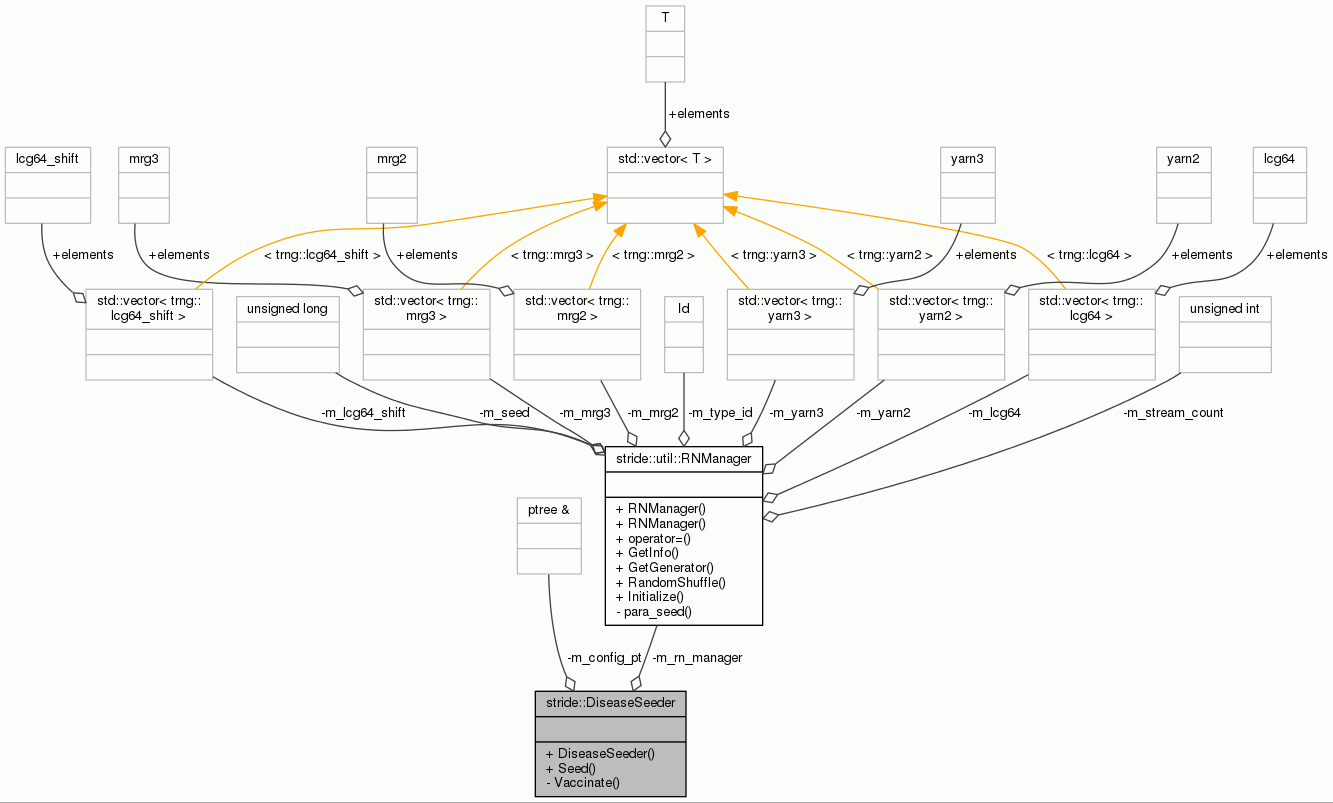 T
+elements
lcg64_shift
mrg3
mrg2
std::vector< T >
yarn3
yarn2
lcg64
+elements
+elements
< trng::lcg64_shift >
+elements
< trng::mrg3 >
< trng::mrg2 >
< trng::yarn3 >
< trng::yarn2 >
+elements
< trng::lcg64 >
+elements
+elements
std::vector< trng::
lcg64_shift >
unsigned long
std::vector< trng::
mrg3 >
std::vector< trng::
mrg2 >
Id
std::vector< trng::
yarn3 >
std::vector< trng::
yarn2 >
std::vector< trng::
lcg64 >
unsigned int
-m_lcg64_shift
-m_seed
-m_mrg3
-m_mrg2
-m_type_id
-m_yarn3
-m_yarn2
-m_lcg64
-m_stream_count
stride::util::RNManager
+ RNManager()
+ RNManager()
+ operator=()
+ GetInfo()
+ GetGenerator()
+ RandomShuffle()
+ Initialize()
- para_seed()
ptree &
-m_config_pt
-m_rn_manager
stride::DiseaseSeeder
+ DiseaseSeeder()
+ Seed()
- Vaccinate()